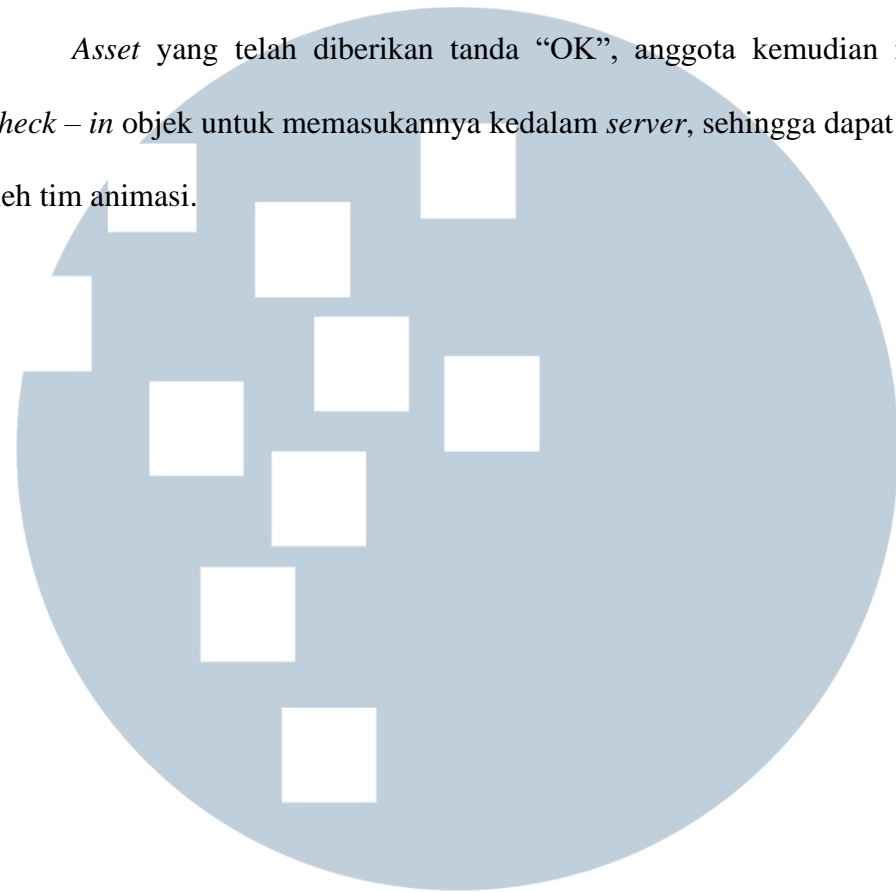 Asset yang telah diberikan tanda “OK”, anggota kemudian
heck – in objek untuk memasukannya kedalam server, sehingga dapat
leh tim animasi.